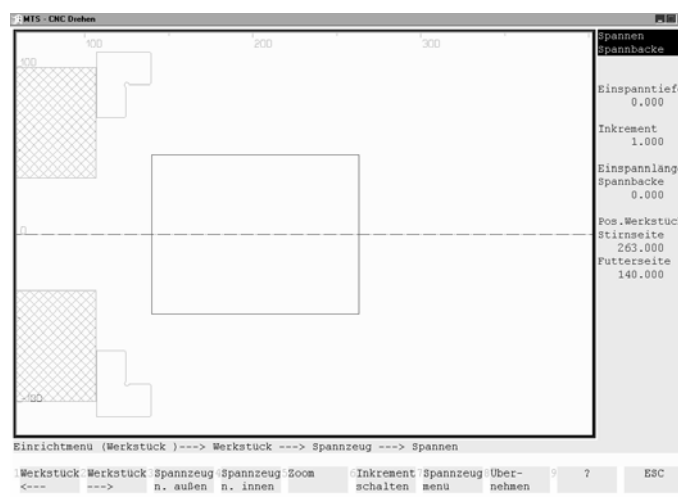 MTS - CNC Drehen
100 200 300
100
0
-100
Spannen
Spannbacke
Einspanntief
0.000
Inkrement
1.000
Einspannläng
Spannbacke
0.000
Pos.Werkstüc
Stirnseite
263.000
Futterseite
140.000
Einrichtmenü (Werkstück )---> Werkstück ---> Spannzeug ---> Spannen
1 Werkstück 2 Werkstück 3 Spannzeug 4 Spannzeug 5 Zoom 6 Inkrement 7 Spannzeug 8 Über- 9 ? ESC
<--- ---> n. außen n. innen schalten menü nehmen